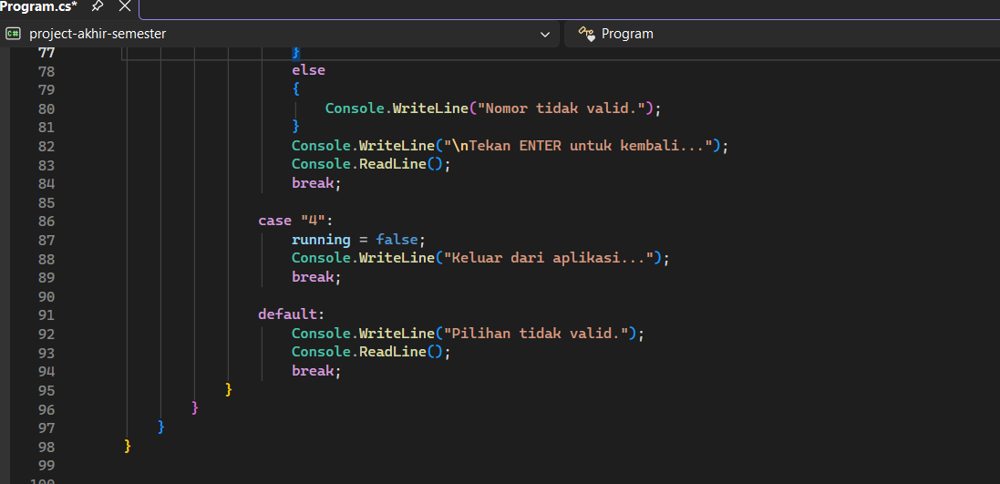 Program.cs*
C# project-akhir-semester Program
77 }
78 else
79 {
80 Console.WriteLine("Nomor tidak valid.");
81 }
82 Console.WriteLine("\nTekan ENTER untuk kembali...");
83 Console.ReadLine();
84 break;
85
86 case "4":
87 running = false;
88 Console.WriteLine("Keluar dari aplikasi...");
89 break;
90
91 default:
92 Console.WriteLine("Pilihan tidak valid.");
93 Console.ReadLine();
94 break;
95 }
96 }
97 }
98 }
99
100